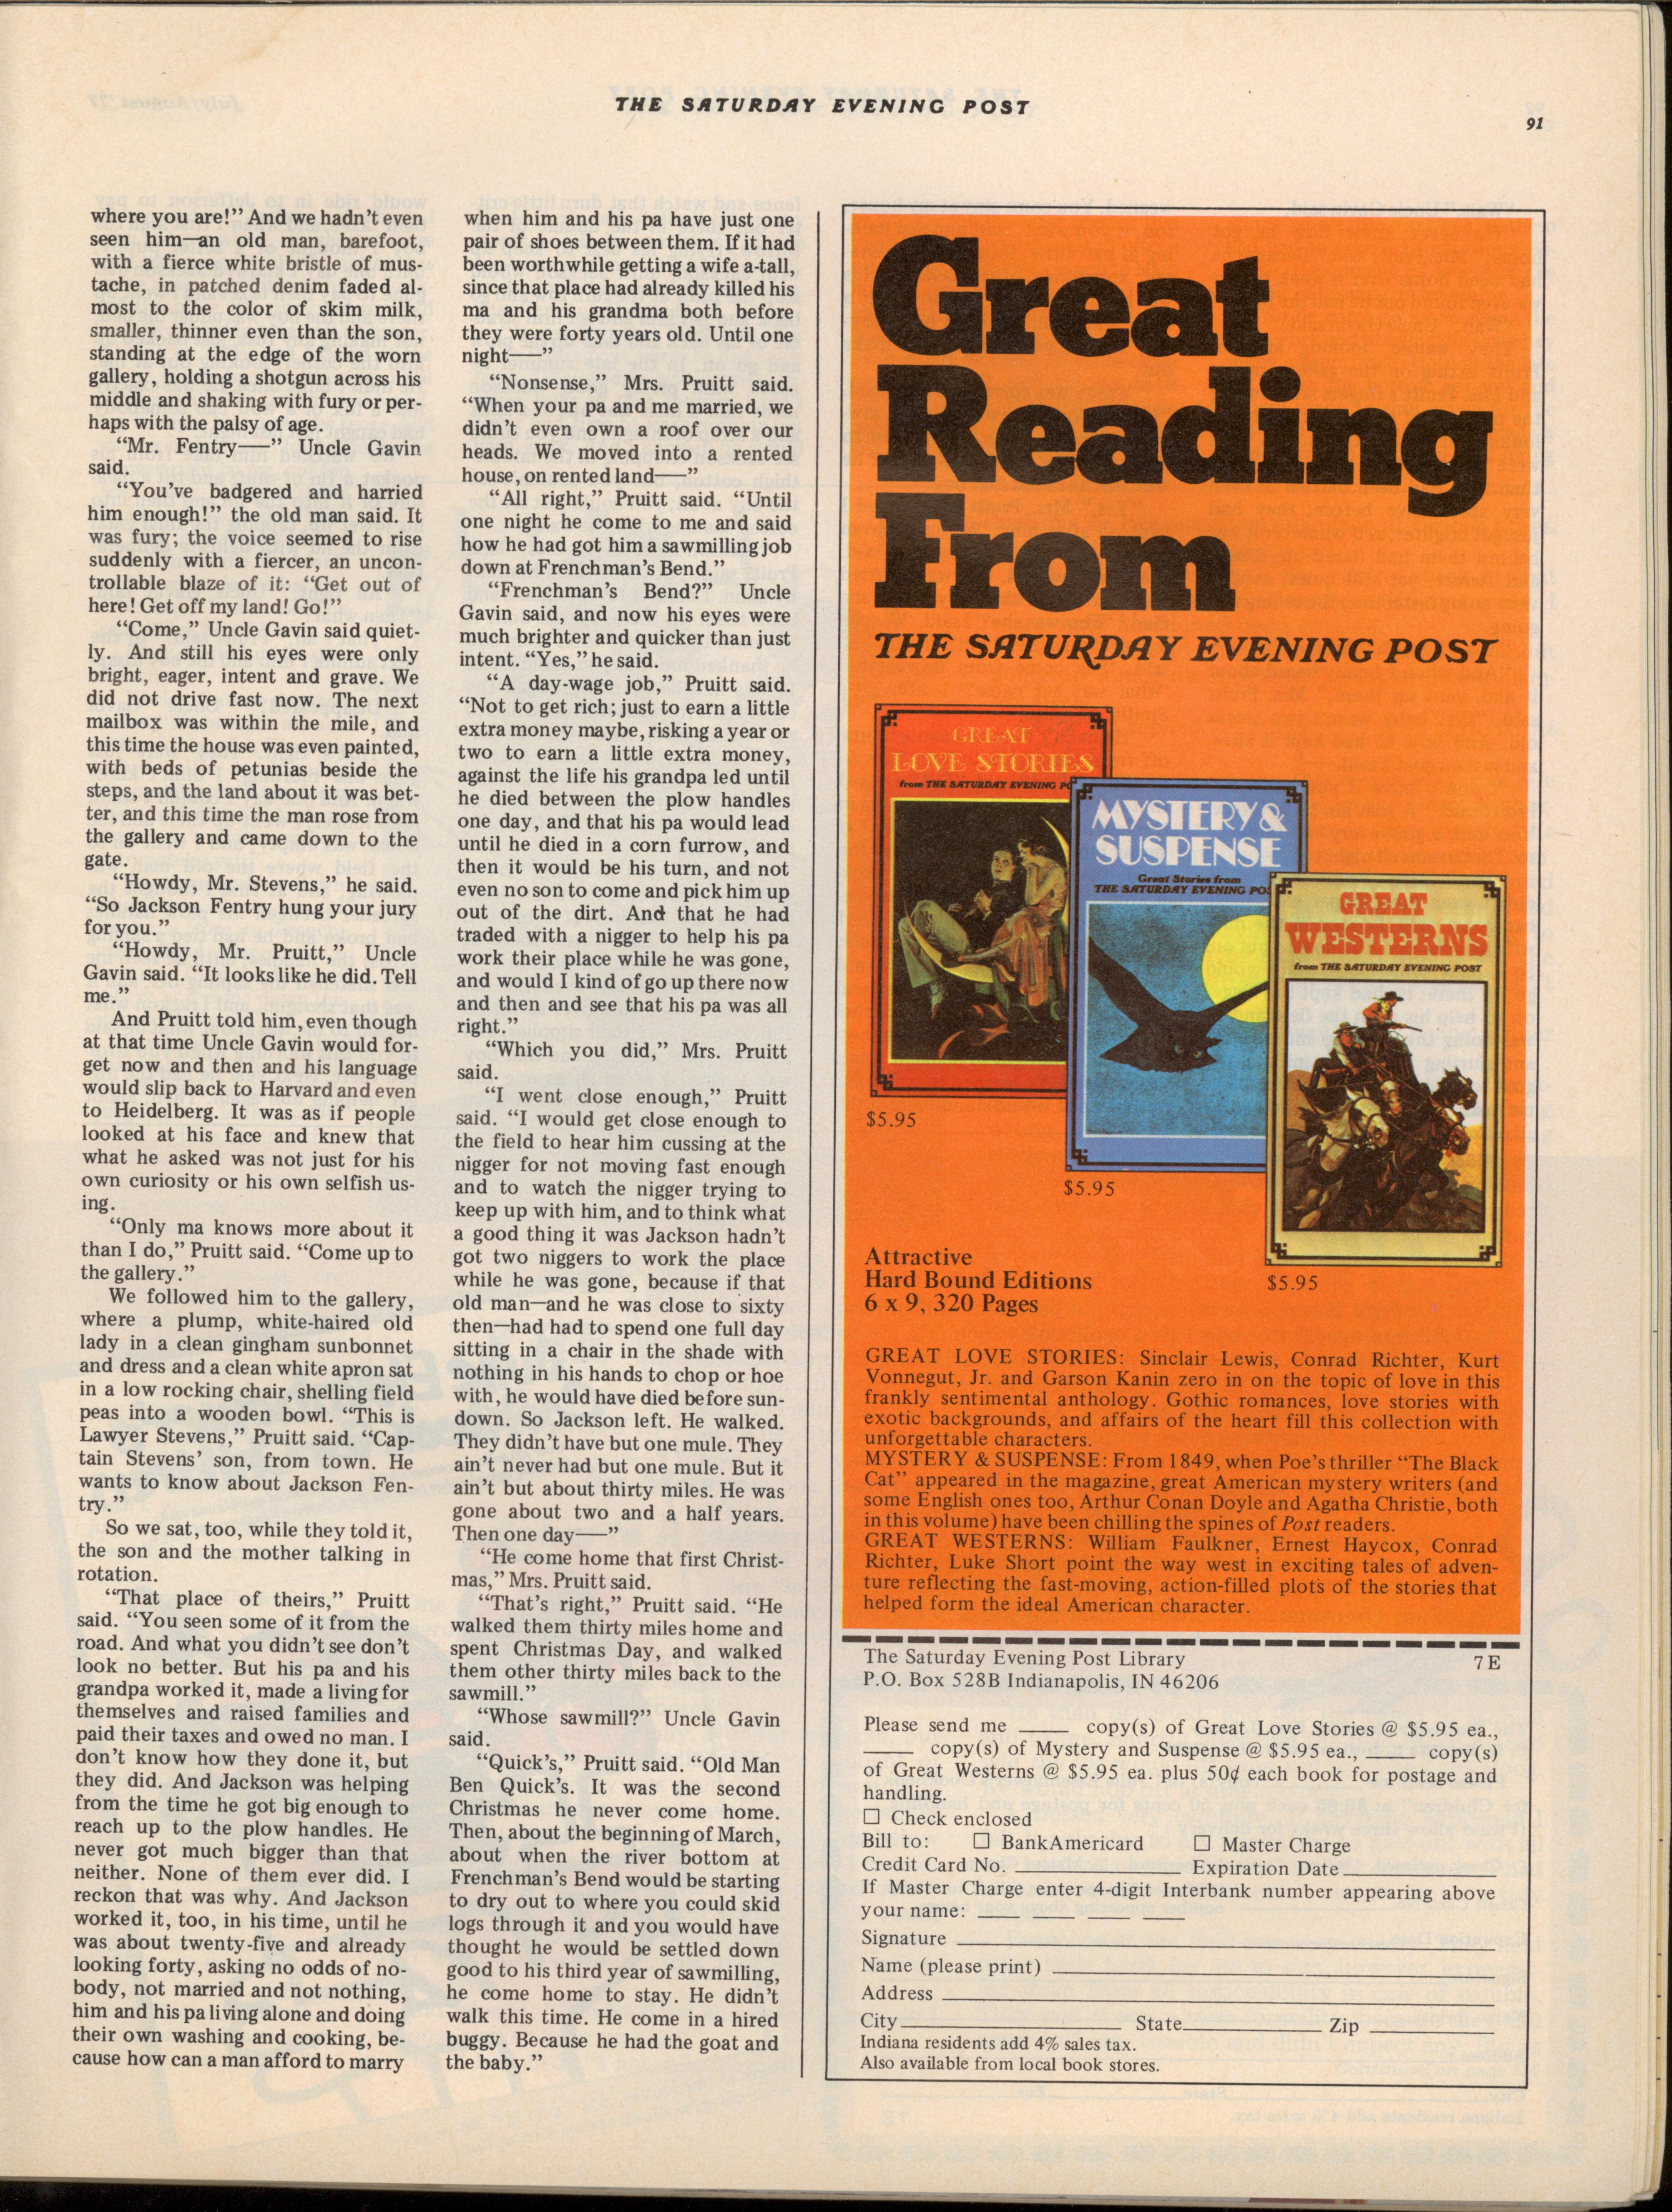 THE SATURDAY EVENING POST
91
where you are!” And we hadn’t even
seen him—an old man, barefoot,
with a fierce white bristle of mus-
tache, in patched denim faded al-
most to the color of skim milk,
smaller, thinner even than the son,
standing at the edge of the worn
gallery, holding a shotgun across his
middle and shaking with fury or per-
haps with the palsy of age.
“Mr. Fentry—” Uncle Gavin
said.
“You’ve badgered and harried
him enough!” the old man said. It
was fury; the voice seemed to rise
suddenly with a fiercer, an uncon-
trollable blaze of it: “Get out of
here! Get off my land! Go!”
“Come,” Uncle Gavin said quiet-
ly. And still his eyes were only
bright, eager, intent and grave. We
did not drive fast now. The next
mailbox was within the mile, and
this time the house was even painted,
with beds of petunias beside the
steps, and the land about it was bet-
ter, and this time the man rose from
the gallery and came down to the
gate.
“Howdy, Mr. Stevens,” he said.
“So Jackson Fentry hung your jury
for you.”
“Howdy, Mr. Pruitt,” Uncle
Gavin said. “It looks like he did. Tell
me.”
And Pruitt told him, even though
at that time Uncle Gavin would for-
get now and then and his language
would slip back to Harvard and even
to Heidelberg. It was as if people
looked at his face and knew that
what he asked was not just for his
own curiosity or his own selfish us-
ing.
“Only ma knows more about it
than I do,” Pruitt said. “Come up to
the gallery.”
We followed him to the gallery,
where a plump, white-haired old
lady in a clean gingham sunbonnet
and dress and a clean white apron sat
in a low rocking chair, shelling field
peas into a wooden bowl. “This is
Lawyer Stevens,” Pruitt said. “Cap-
tain Stevens’ son, from town. He
wants to know about Jackson Fen-
try.”
So we sat, too, while they told it,
the son and the mother talking in
rotation.
“That place of theirs,” Pruitt
said. “You seen some of it from the
road. And what you didn’t see don’t
look no better. But his pa and his
grandpa worked it, made a living for
themselves and raised families and
paid their taxes and owed no man. I
don’t know how they done it, but
they did. And Jackson was helping
from the time he got big enough to
reach up to the plow handles. He
never got much bigger than that
neither. None of them ever did. I
reckon that was why. And Jackson
worked it, too, in his time, until he
was about twenty-five and already
looking forty, asking no odds of no-
body, not married and not nothing,
him and his pa living alone and doing
their own washing and cooking, be-
cause how can a man afford to marry
when him and his pa have just one
pair of shoes between them. If it had
been worthwhile getting a wife a-tall,
since that place had already killed his
ma and his grandma both before
they were forty years old. Until one
night—”
“Nonsense,” Mrs. Pruitt said.
“When your pa and me married, we
didn’t even own a roof over our
heads. We moved into a rented
house, on rented land—”
“All right,” Pruitt said. “Until
one night he come to me and said
how he had got him a sawmilling job
down at Frenchman’s Bend.”
“Frenchman’s Bend?” Uncle
Gavin said, and now his eyes were
much brighter and quicker than just
intent. “Yes,” he said.
“A day-wage job,” Pruitt said.
“Not to get rich; just to earn a little
extra money maybe, risking a year or
two to earn a little extra money,
against the life his grandpa led until
he died between the plow handles
one day, and that his pa would lead
until he died in a corn furrow, and
then it would be his turn, and not
even no son to come and pick him up
out of the dirt. And that he had
traded with a nigger to help his pa
work their place while he was gone,
and would I kind of go up there now
and then and see that his pa was all
right.”
“Which you did,” Mrs. Pruitt
said.
“I went close enough,” Pruitt
said. “I would get close enough to
the field to hear him cussing at the
nigger for not moving fast enough
and to watch the nigger trying to
keep up with him, and to think what
a good thing it was Jackson hadn’t
got two niggers to work the place
while he was gone, because if that
old man—and he was close to sixty
then—had had to spend one full day
sitting in a chair in the shade with
nothing in his hands to chop or hoe
with, he would have died before sun-
down. So Jackson left. He walked.
They didn’t have but one mule. They
ain’t never had but one mule. But it
ain’t but about thirty miles. He was
gone about two and a half years.
Then one day—”
“He come home that first Christ-
mas,” Mrs. Pruitt said.
“That’s right,” Pruitt said. “He
walked them thirty miles home and
spent Christmas Day, and walked
them other thirty miles back to the
sawmill.”
“Whose sawmill?” Uncle Gavin
said.
“Quick’s,” Pruitt said. “Old Man
Ben Quick’s. It was the second
Christmas he never come home.
Then, about the beginning of March,
about when the river bottom at
Frenchman’s Bend would be starting
to dry out to where you could skid
logs through it and you would have
thought he would be settled down
good to his third year of sawmilling,
he come home to stay. He didn’t
walk this time. He come in a hired
buggy. Because he had the goat and
the baby.”
Great
Reading
From
THE SATURDAY EVENING POST
GREAT
LOVE STORIES
from THE SATURDAY EVENING PO
MYSTERY &
SUSPENSE
Great Stories from
THE SATURDAY EVENING PO
GREAT
WESTERNS
from THE SATURDAY EVENING POST
$5.95
$5.95
$5.95
Attractive
Hard Bound Editions
6 x 9, 320 Pages
GREAT LOVE STORIES: Sinclair Lewis, Conrad Richter, Kurt
Vonnegut, Jr. and Garson Kanin zero in on the topic of love in this
frankly sentimental anthology. Gothic romances, love stories with
exotic backgrounds, and affairs of the heart fill this collection with
unforgettable characters.
MYSTERY & SUSPENSE: From 1849, when Poe’s thriller “The Black
Cat” appeared in the magazine, great American mystery writers (and
some English ones too, Arthur Conan Doyle and Agatha Christie, both
in this volume) have been chilling the spines of Post readers.
GREAT WESTERNS: William Faulkner, Ernest Haycox, Conrad
Richter, Luke Short point the way west in exciting tales of adven-
ture reflecting the fast-moving, action-filled plots of the stories that
helped form the ideal American character.
The Saturday Evening Post Library 7E
P.O. Box 528B Indianapolis, IN 46206
Please send me ____ copy(s) of Great Love Stories @ $5.95 ea.,
____ copy(s) of Mystery and Suspense @ $5.95 ea., ____ copy(s)
of Great Westerns @ $5.95 ea. plus 50¢ each book for postage and
handling.
☐ Check enclosed
Bill to: ☐ BankAmericard ☐ Master Charge
Credit Card No. ____ Expiration Date ____
If Master Charge enter 4-digit Interbank number appearing above
your name: ____ ____ ____ ____
Signature ____
Name (please print) ____
Address ____
City ____ State ____ Zip ____
Indiana residents add 4% sales tax.
Also available from local book stores.